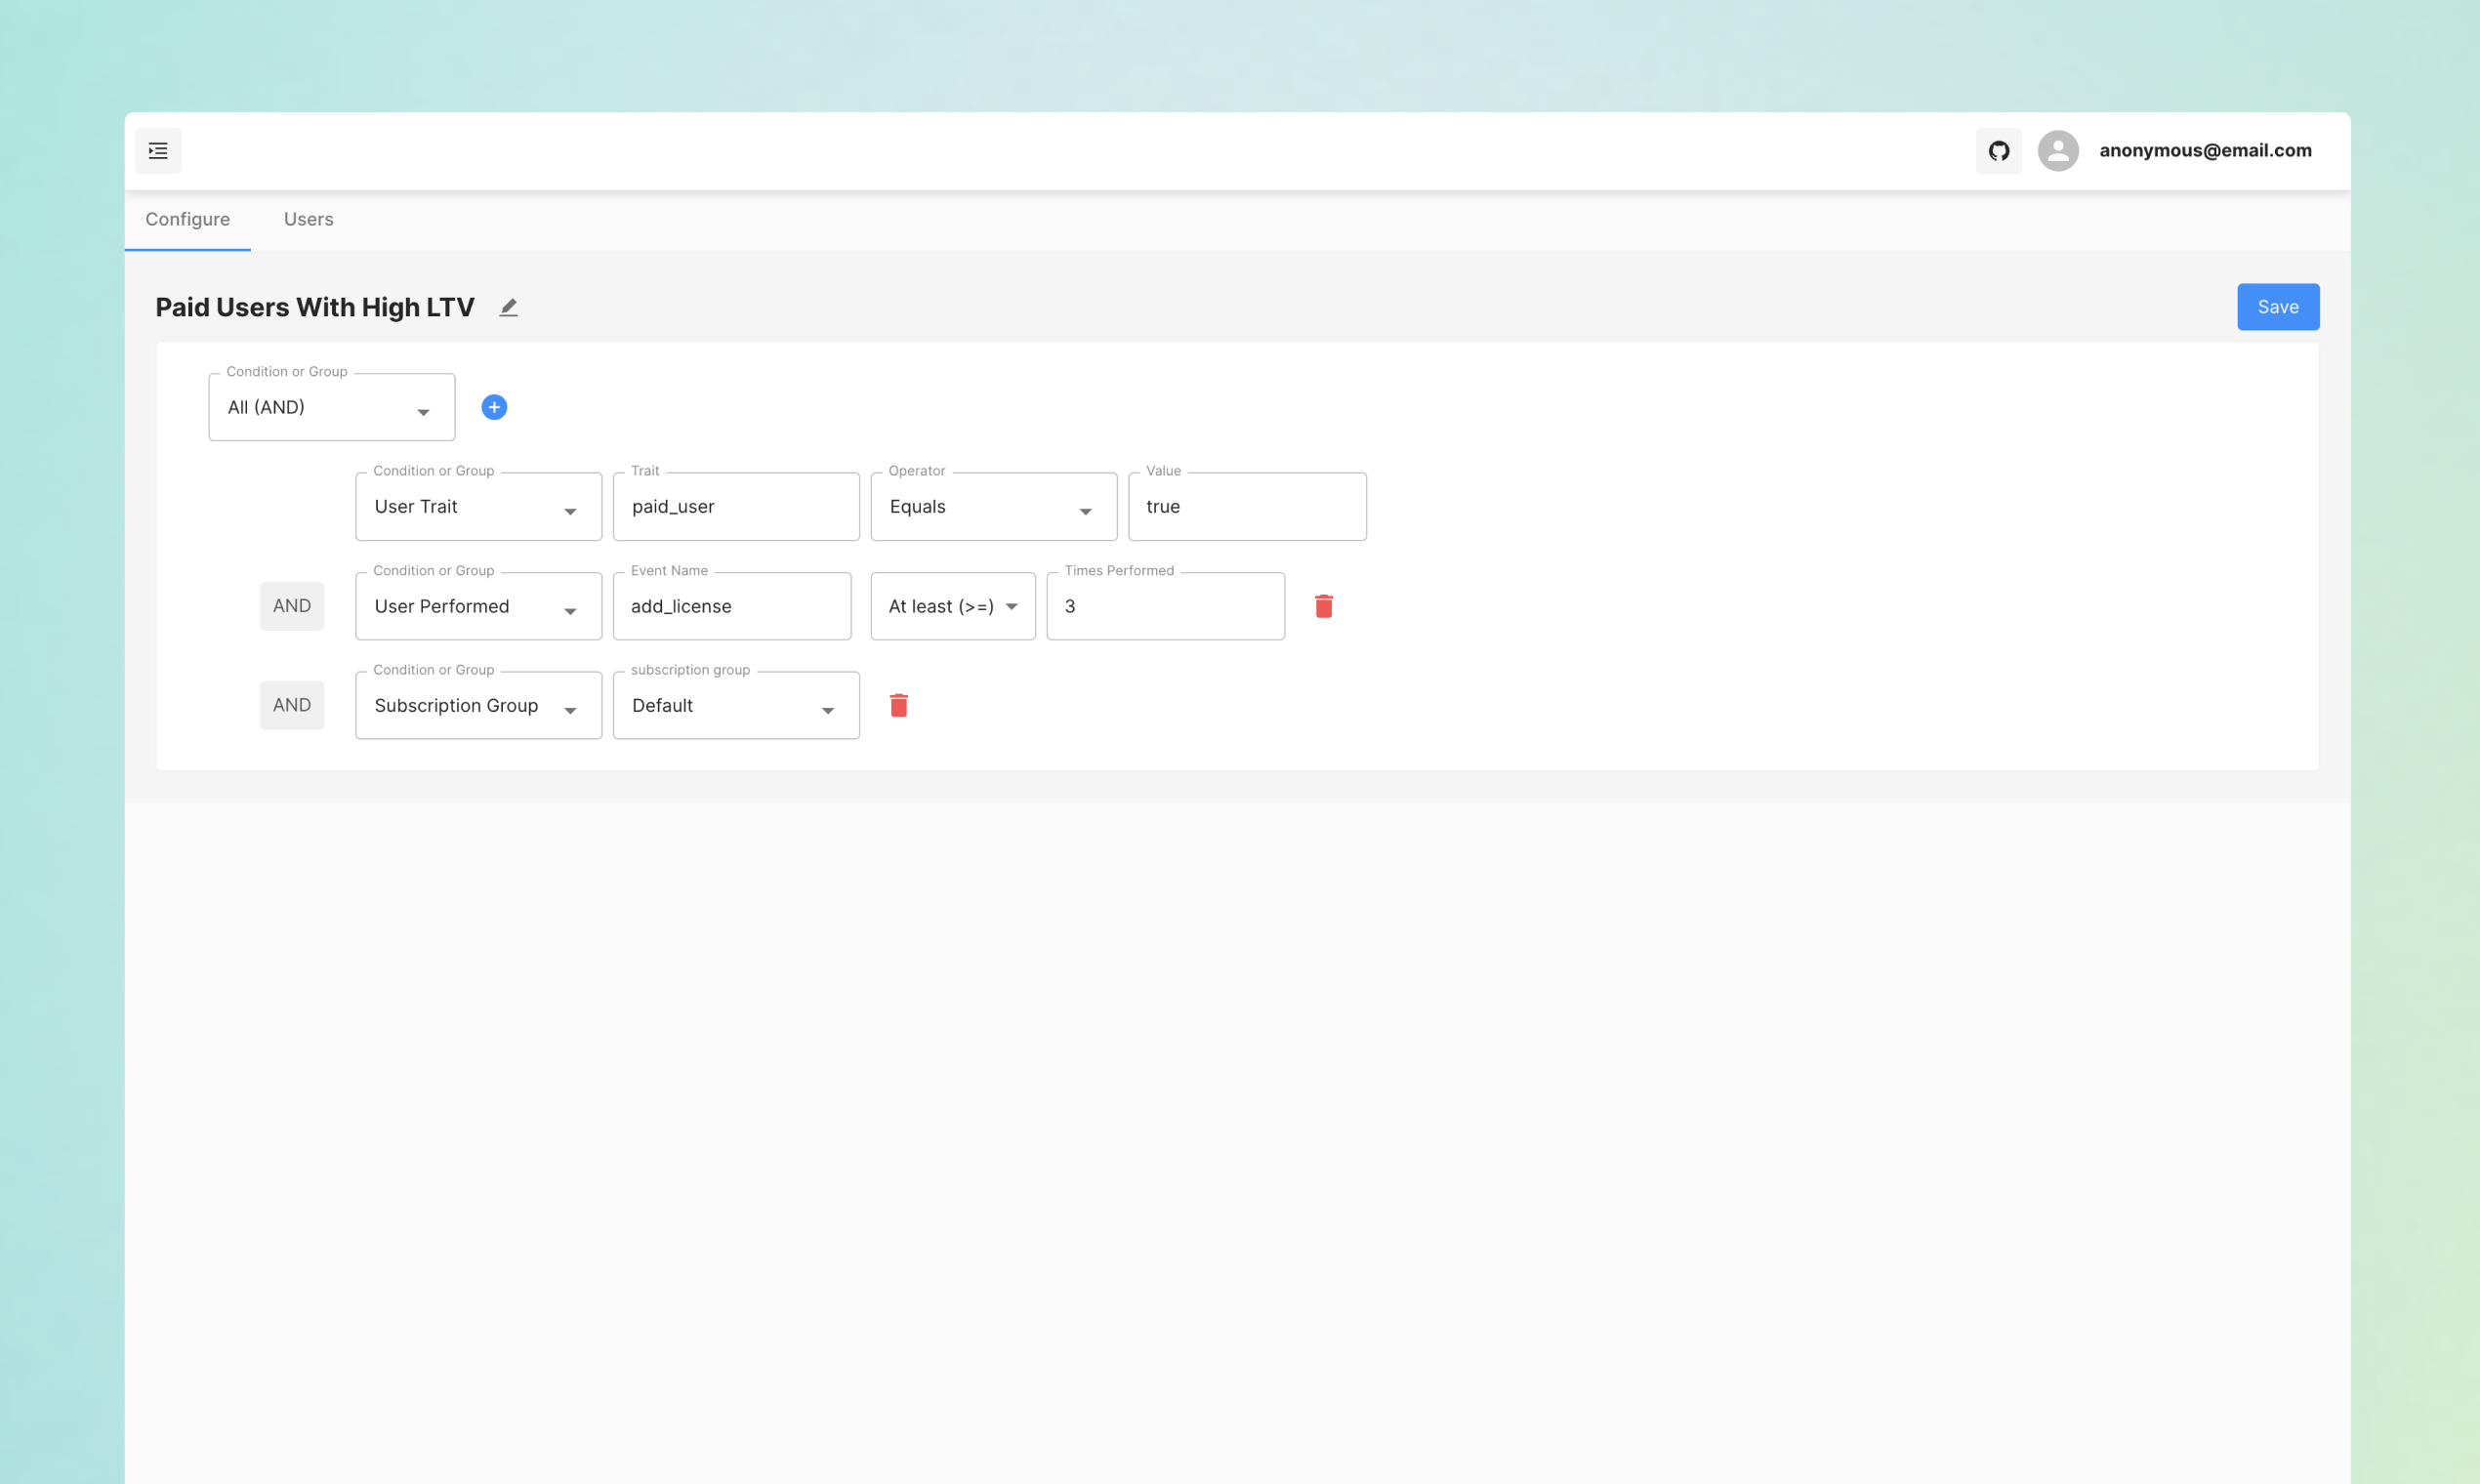 anonymous@email.com
Configure Users
Paid Users With High LTV Save
Condition or Group
All (AND)
Condition or Group Trait Operator Value
User Trait paid_user Equals true
Condition or Group Event Name Times Performed
AND User Performed add_license At least (>=) 3
Condition or Group subscription group
AND Subscription Group Default